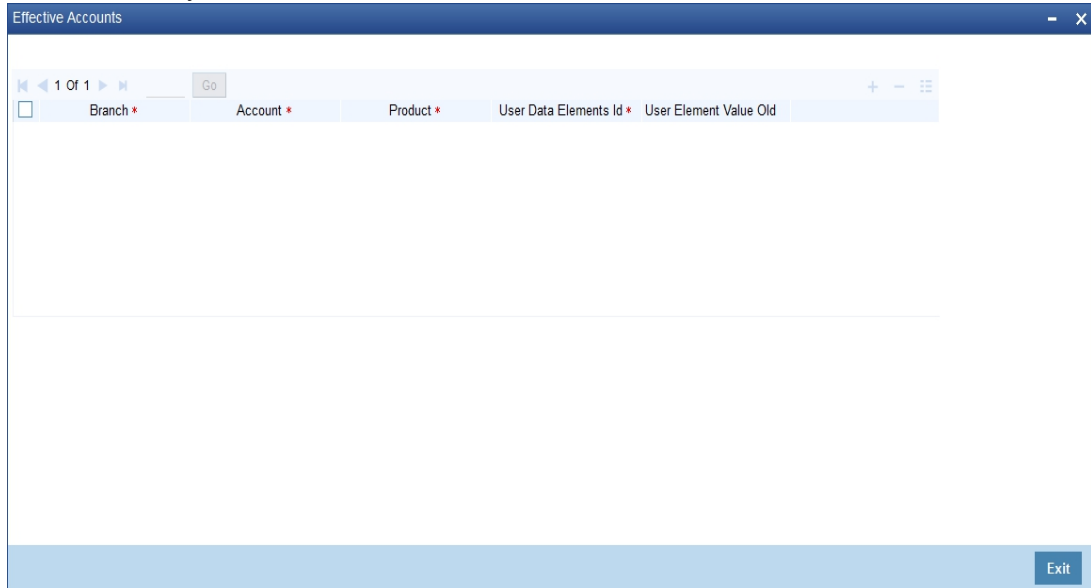 Effective Accounts
1 Of 1 Go
Branch * Account * Product * User Data Elements Id * User Element Value Old
Exit